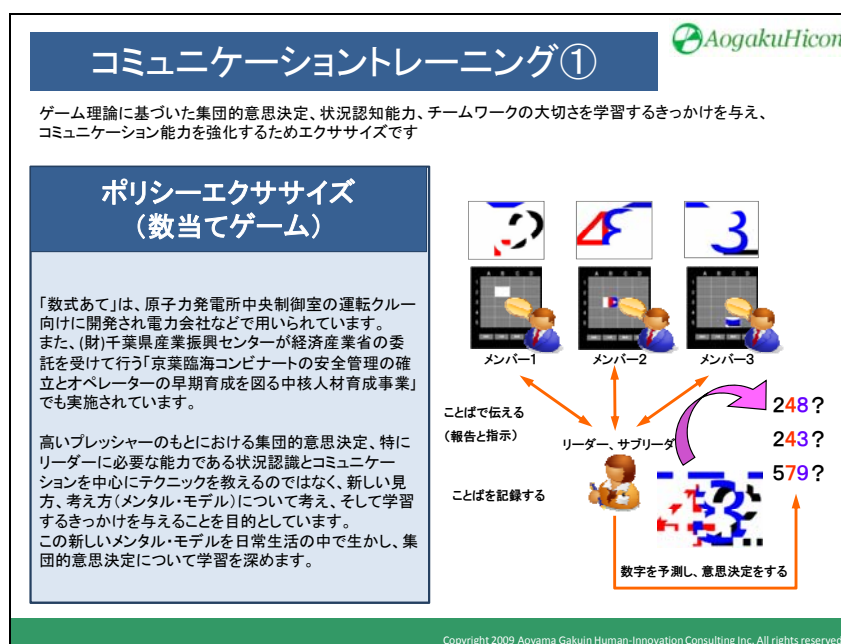 コミュニケーショントレーニング①
AogakuHicon
ゲーム理論に基づいた集団的意思決定、状況認知能力、チームワークの大切さを学習するきっかけを与え、
コミュニケーション能力を強化するためエクササイズです
ポリシーエクササイズ
（数当てゲーム）
「数式あて」は、原子力発電所中央制御室の運転クルー
向けに開発され電力会社などで用いられています。
また、(財)千葉県産業振興センターが経済産業省の委
託を受けて行う「京葉臨海コンビナートの安全管理の確
立とオペレーターの早期育成を図る中核人材育成事業」
でも実施されています。
高いプレッシャーのもとにおける集団的意思決定、特に
リーダーに必要な能力である状況認識とコミュニケー
ションを中心にテクニックを教えるのではなく、新しい見
方、考え方（メンタル・モデル）について考え、そして学習
するきっかけを与えることを目的としています。
この新しいメンタル・モデルを日常生活の中で生かし、集
団的意思決定について学習を深めます。
メンバー1
メンバー2
メンバー3
ことばで伝える
（報告と指示）
リーダー、サブリーダ
ことばを記録する
248？
243？
579？
数字を予測し、意思決定をする
Copyright 2009 Aoyama Gakuin Human-Innovation Consulting Inc. All rights reserved